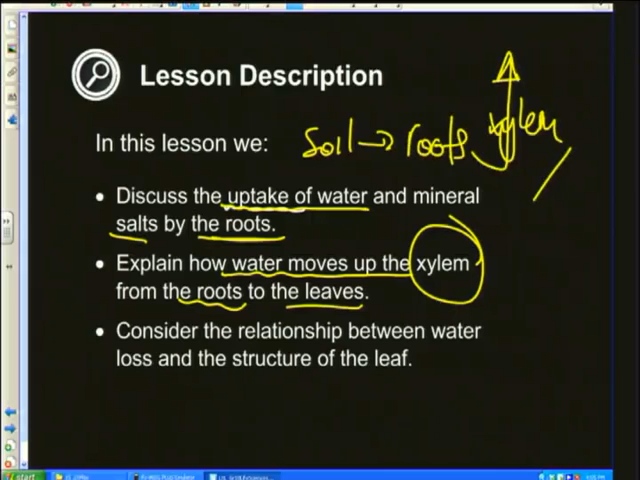 Lesson Description
In this lesson we:
soil → roots xylem
• Discuss the uptake of water and mineral
salts by the roots.
• Explain how water moves up the xylem
from the roots to the leaves.
• Consider the relationship between water
loss and the structure of the leaf.
start